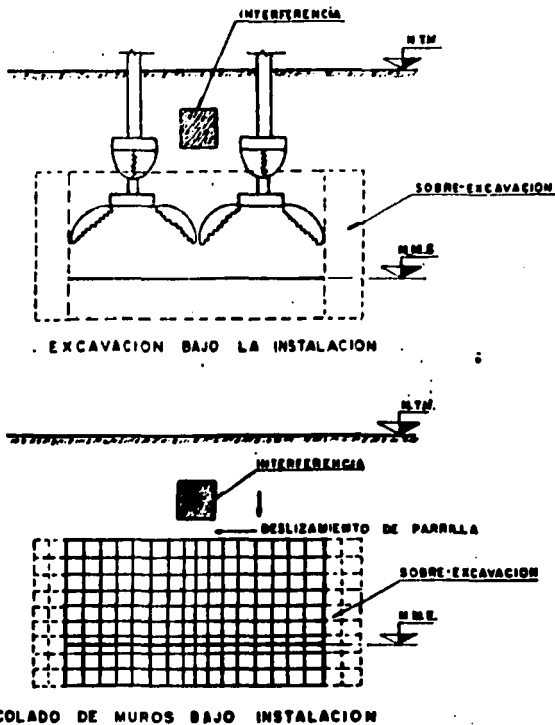 INTERFERENCIA
N.T.N.
SOBRE-EXCAVACION
N.M.E
EXCAVACION BAJO LA INSTALACION
N.T.N.
INTERFERENCIA
DESLIZAMIENTO DE PARRILLA
SOBRE-EXCAVACION
N.M.E.
COLADO DE MUROS BAJO INSTALACION